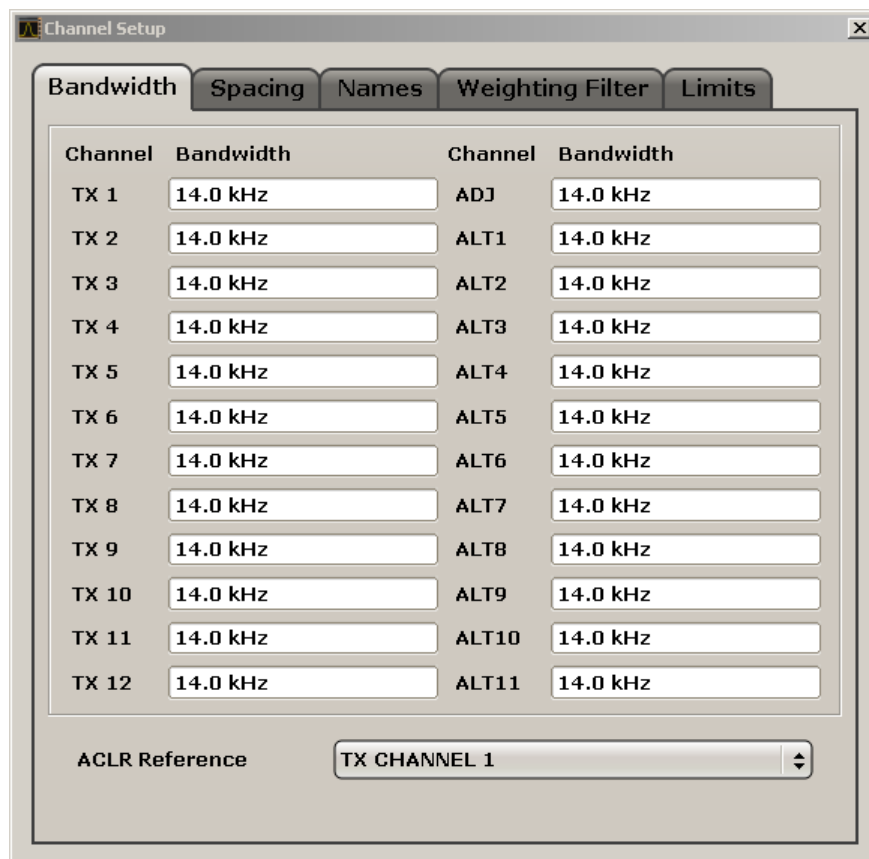 Channel Setup
Bandwidth Spacing Names Weighting Filter Limits
Channel Bandwidth Channel Bandwidth
TX 1 14.0 kHz ADJ 14.0 kHz
TX 2 14.0 kHz ALT1 14.0 kHz
TX 3 14.0 kHz ALT2 14.0 kHz
TX 4 14.0 kHz ALT3 14.0 kHz
TX 5 14.0 kHz ALT4 14.0 kHz
TX 6 14.0 kHz ALT5 14.0 kHz
TX 7 14.0 kHz ALT6 14.0 kHz
TX 8 14.0 kHz ALT7 14.0 kHz
TX 9 14.0 kHz ALT8 14.0 kHz
TX 10 14.0 kHz ALT9 14.0 kHz
TX 11 14.0 kHz ALT10 14.0 kHz
TX 12 14.0 kHz ALT11 14.0 kHz
ACLR Reference TX CHANNEL 1